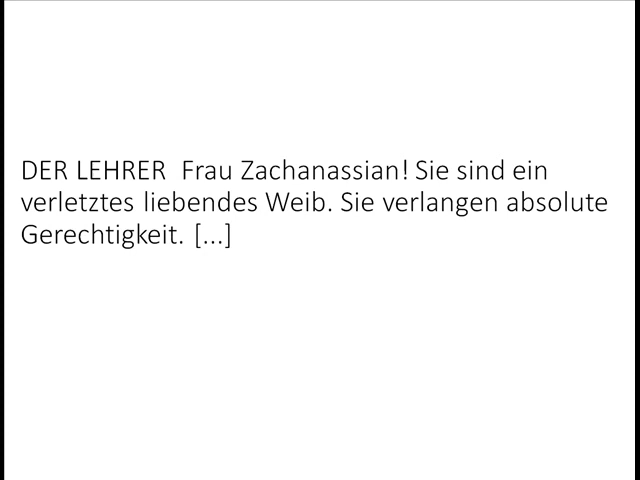 DER LEHRER  Frau Zachanassian! Sie sind ein
verletztes liebendes Weib. Sie verlangen absolute
Gerechtigkeit. [...]